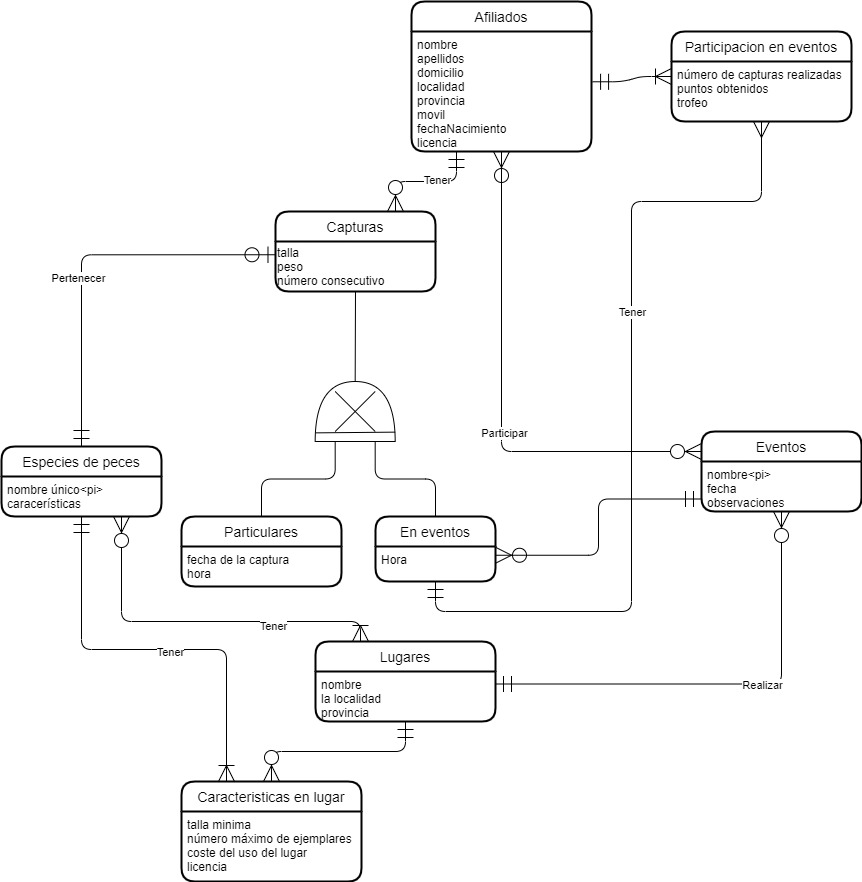 Afiliados
nombre
apellidos
domicilio
localidad
provincia
movil
fechaNacimiento
licencia
Participacion en eventos
número de capturas realizadas
puntos obtenidos
trofeo
Tener
Capturas
talla
peso
número consecutivo
Pertenecer
Tener
Participar
Especies de peces
nombre único<pi>
caracerísticas
Eventos
nombre<pi>
fecha
observaciones
Particulares
fecha de la captura
hora
En eventos
Hora
Tener
Tener
Lugares
nombre
la localidad
provincia
Realizar
Caracteristicas en lugar
talla minima
número máximo de ejemplares
coste del uso del lugar
licencia